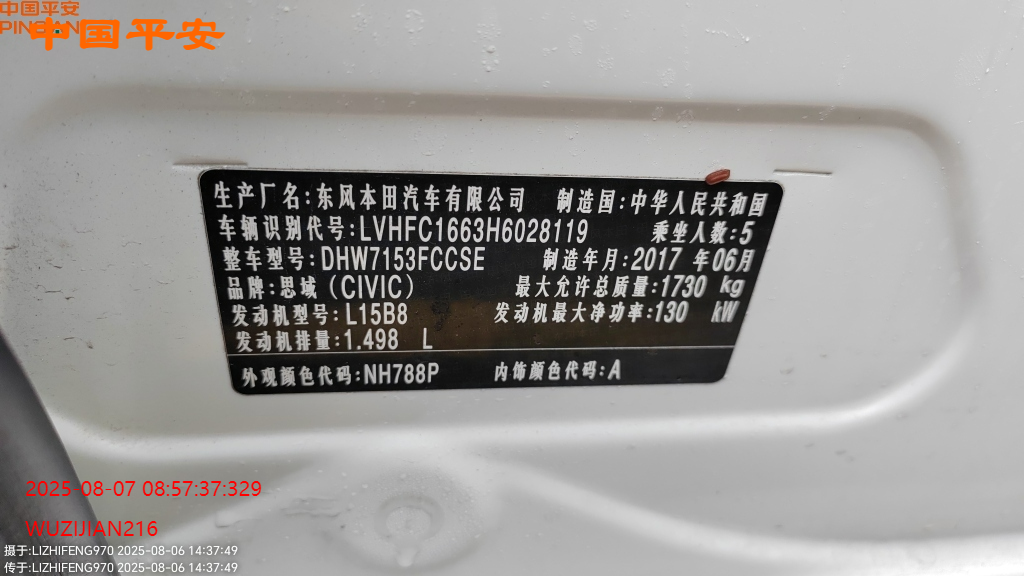 中国平安
PINGAN
中国平安
生产厂名:东风本田汽车有限公司 制造国:中华人民共和国
车辆识别代号:LVHFC1663H6028119 乘坐人数:5
整车型号:DHW7153FCCSE 制造年月:2017 年06月
品牌:思域(CIVIC) 最大允许总质量:1730 kg
发动机型号:L15B8 发动机最大净功率:130 kW
发动机排量:1.498 L
外观颜色代码:NH788P 内饰颜色代码:A
2025-08-07 08:57:37:329
WUZIJIAN216
摄于:LIZHIFENG970 2025-08-06 14:37:49
传于:LIZHIFENG970 2025-08-06 14:37:49